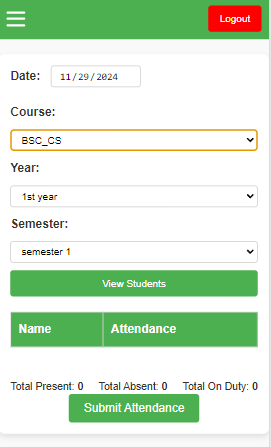 Logout
Date: 11/29/2024
Course:
BSC_CS
Year:
1st year
Semester:
semester 1
View Students
Name Attendance
Total Present: 0 Total Absent: 0 Total On Duty: 0
Submit Attendance